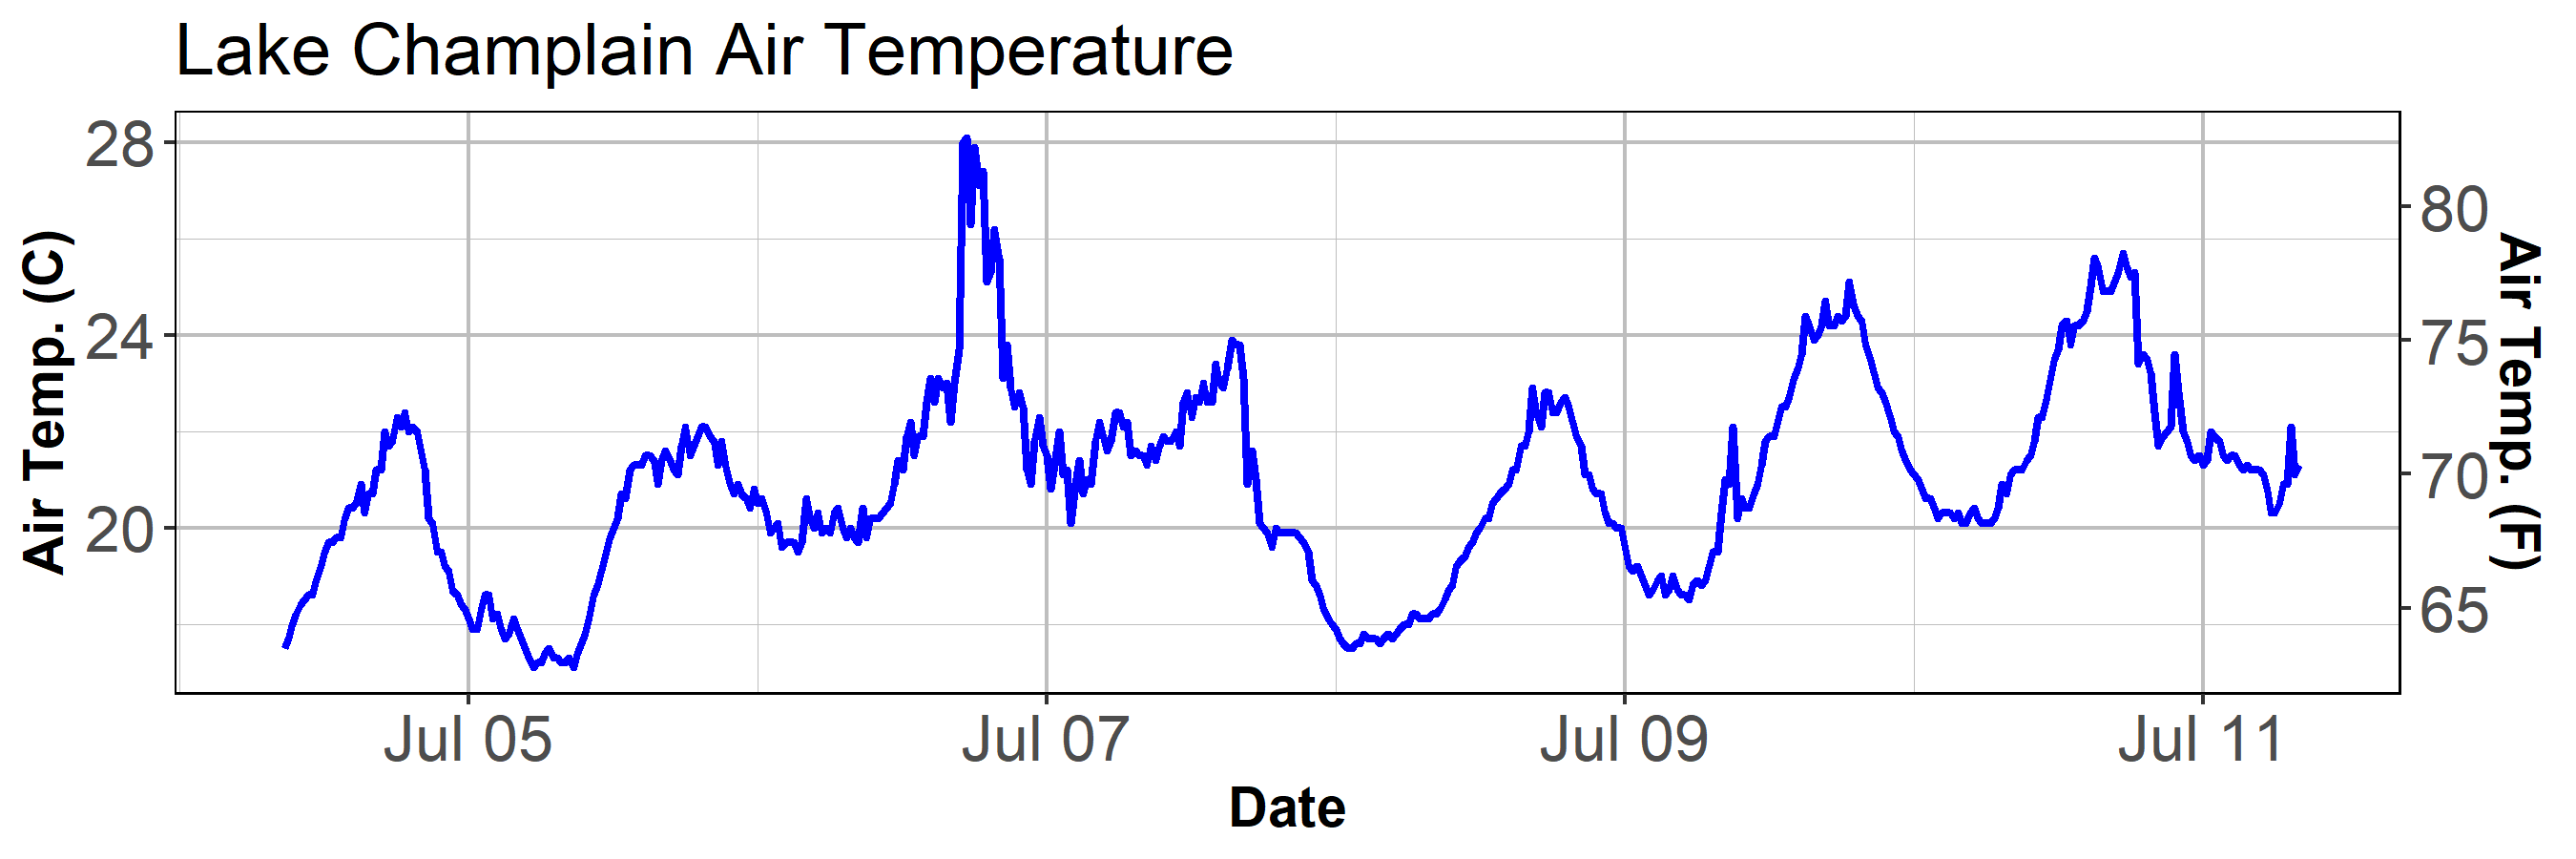 Lake Champlain Air Temperature
Air Temp. (C)
28
24
20
80
75
70
65
Air Temp. (F)
Jul 05
Jul 07
Jul 09
Jul 11
Date